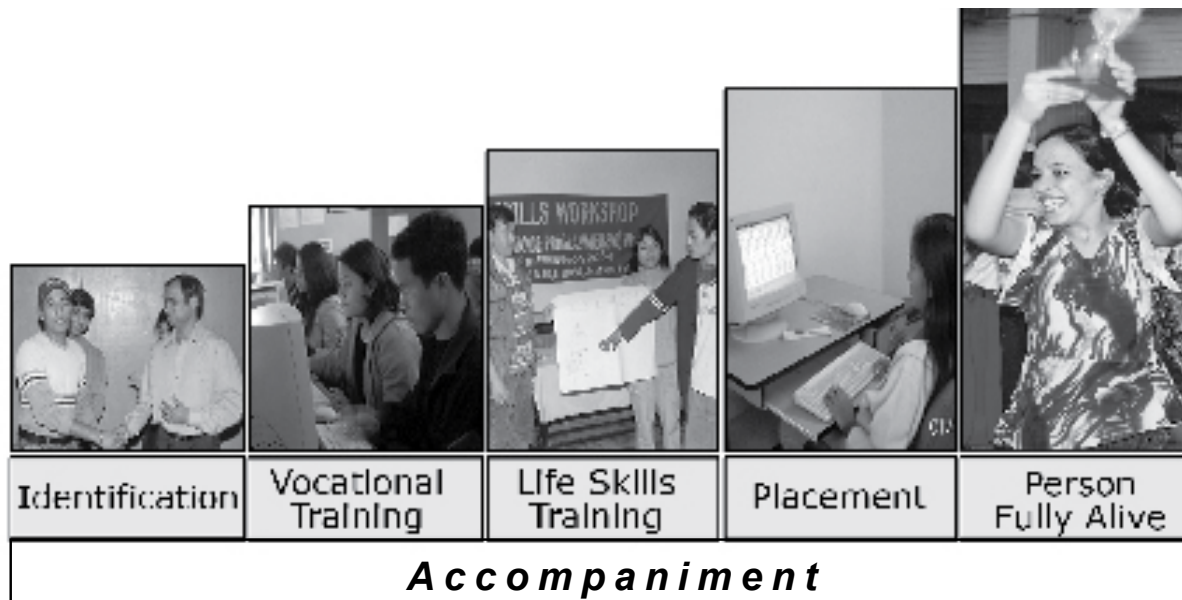 SKILLS WORKSHOP
Identification
Vocational
Training
Life Skills
Training
Placement
Person
Fully Alive
Accompaniment